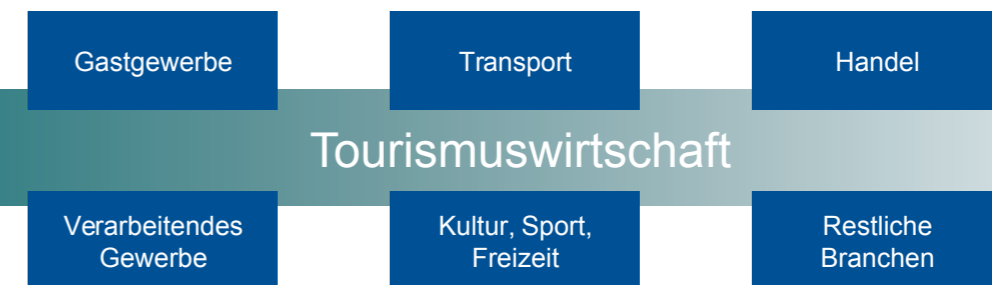 Gastgewerbe
Transport
Handel
Tourismuswirtschaft
Verarbeitendes
Gewerbe
Kultur, Sport,
Freizeit
Restliche
Branchen